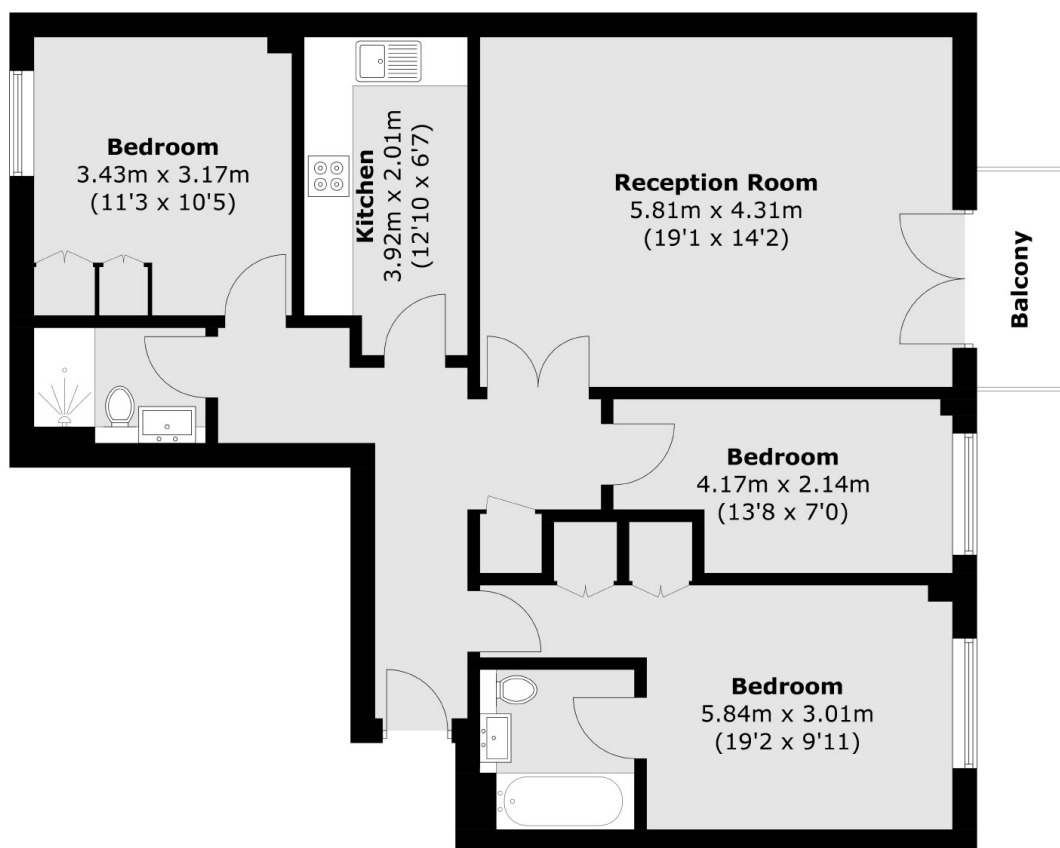 Bedroom
3.43m x 3.17m
(11'3 x 10'5)
Kitchen
3.92m x 2.01m
(12'10 x 6'7)
Reception Room
5.81m x 4.31m
(19'1 x 14'2)
Balcony
Bedroom
4.17m x 2.14m
(13'8 x 7'0)
Bedroom
5.84m x 3.01m
(19'2 x 9'11)